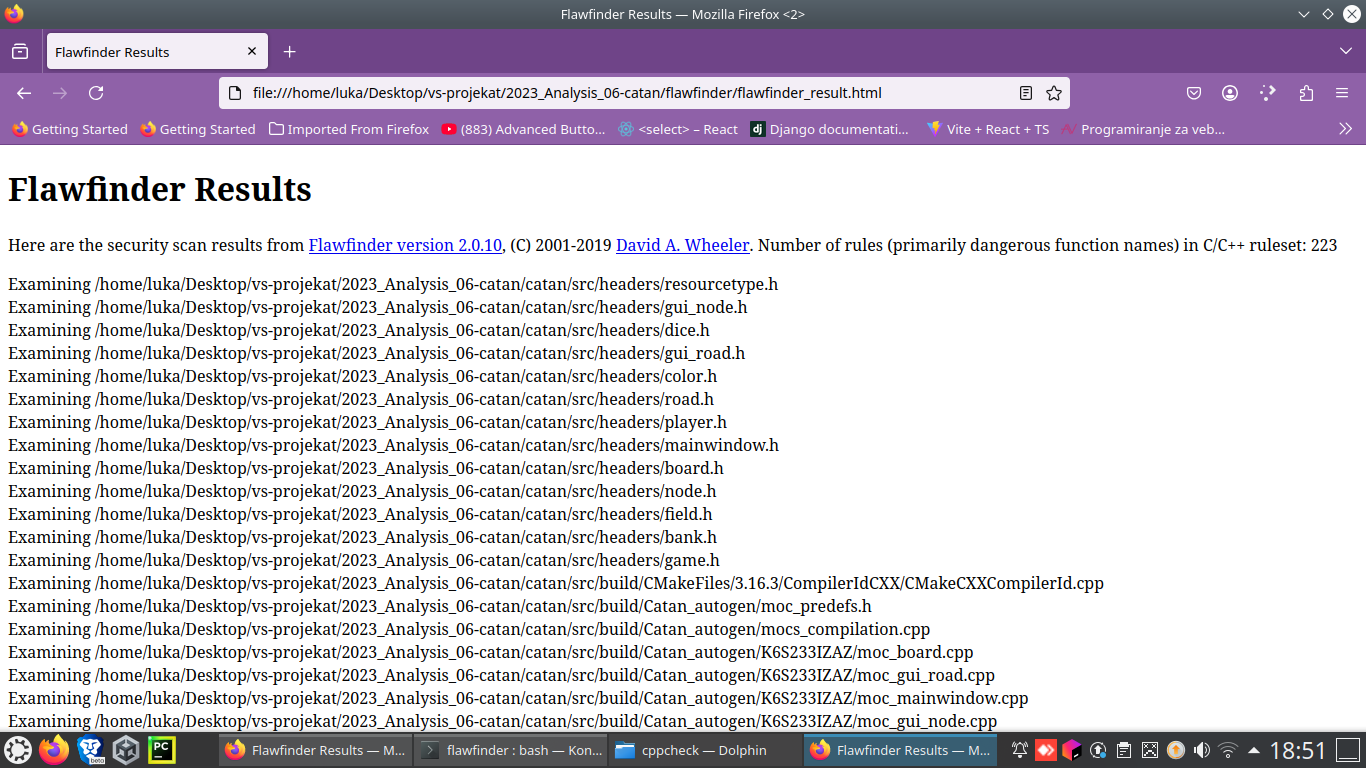 Flawfinder Results — Mozilla Firefox <2>
Flawfinder Results
file:///home/luka/Desktop/vs-projekat/2023_Analysis_06-catan/flawfinder/flawfinder_result.html
Getting Started Getting Started Imported From Firefox (883) Advanced Butto... <select> – React dj Django documentati... Vite + React + TS Programiranje za veb...
Flawfinder Results
Here are the security scan results from Flawfinder version 2.0.10, (C) 2001-2019 David A. Wheeler. Number of rules (primarily dangerous function names) in C/C++ ruleset: 223
Examining /home/luka/Desktop/vs-projekat/2023_Analysis_06-catan/catan/src/headers/resourcetype.h
Examining /home/luka/Desktop/vs-projekat/2023_Analysis_06-catan/catan/src/headers/gui_node.h
Examining /home/luka/Desktop/vs-projekat/2023_Analysis_06-catan/catan/src/headers/dice.h
Examining /home/luka/Desktop/vs-projekat/2023_Analysis_06-catan/catan/src/headers/gui_road.h
Examining /home/luka/Desktop/vs-projekat/2023_Analysis_06-catan/catan/src/headers/color.h
Examining /home/luka/Desktop/vs-projekat/2023_Analysis_06-catan/catan/src/headers/road.h
Examining /home/luka/Desktop/vs-projekat/2023_Analysis_06-catan/catan/src/headers/player.h
Examining /home/luka/Desktop/vs-projekat/2023_Analysis_06-catan/catan/src/headers/mainwindow.h
Examining /home/luka/Desktop/vs-projekat/2023_Analysis_06-catan/catan/src/headers/board.h
Examining /home/luka/Desktop/vs-projekat/2023_Analysis_06-catan/catan/src/headers/node.h
Examining /home/luka/Desktop/vs-projekat/2023_Analysis_06-catan/catan/src/headers/field.h
Examining /home/luka/Desktop/vs-projekat/2023_Analysis_06-catan/catan/src/headers/bank.h
Examining /home/luka/Desktop/vs-projekat/2023_Analysis_06-catan/catan/src/headers/game.h
Examining /home/luka/Desktop/vs-projekat/2023_Analysis_06-catan/catan/src/build/CMakeFiles/3.16.3/CompilerIdCXX/CMakeCXXCompilerId.cpp
Examining /home/luka/Desktop/vs-projekat/2023_Analysis_06-catan/catan/src/build/Catan_autogen/moc_predefs.h
Examining /home/luka/Desktop/vs-projekat/2023_Analysis_06-catan/catan/src/build/Catan_autogen/mocs_compilation.cpp
Examining /home/luka/Desktop/vs-projekat/2023_Analysis_06-catan/catan/src/build/Catan_autogen/K6S233IZAZ/moc_board.cpp
Examining /home/luka/Desktop/vs-projekat/2023_Analysis_06-catan/catan/src/build/Catan_autogen/K6S233IZAZ/moc_gui_road.cpp
Examining /home/luka/Desktop/vs-projekat/2023_Analysis_06-catan/catan/src/build/Catan_autogen/K6S233IZAZ/moc_mainwindow.cpp
Examining /home/luka/Desktop/vs-projekat/2023_Analysis_06-catan/catan/src/build/Catan_autogen/K6S233IZAZ/moc_gui_node.cpp
beta PC Flawfinder Results — M... flawfinder : bash — Kon... cppcheck — Dolphin Flawfinder Results — M... 18:51